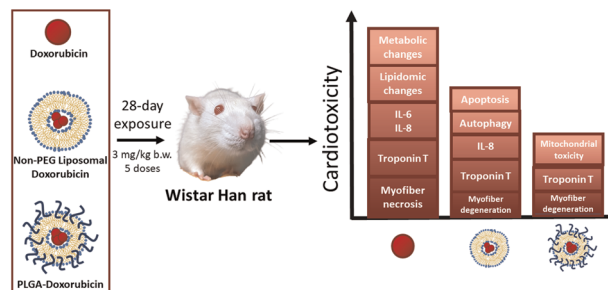 Doxorubicin
Non-PEG Liposomal
Doxorubicin
PLGA-Doxorubicin
28-day
exposure
3 mg/kg b.w.
5 doses
Wistar Han rat
Cardiotoxicity
Metabolic
changes
Lipidomic
changes
IL-6
IL-8
Troponin T
Myofiber
necrosis
Apoptosis
Autophagy
IL-8
Troponin T
Myofiber
degeneration
Mitochondrial
toxicity
Troponin T
Myofiber
degeneration